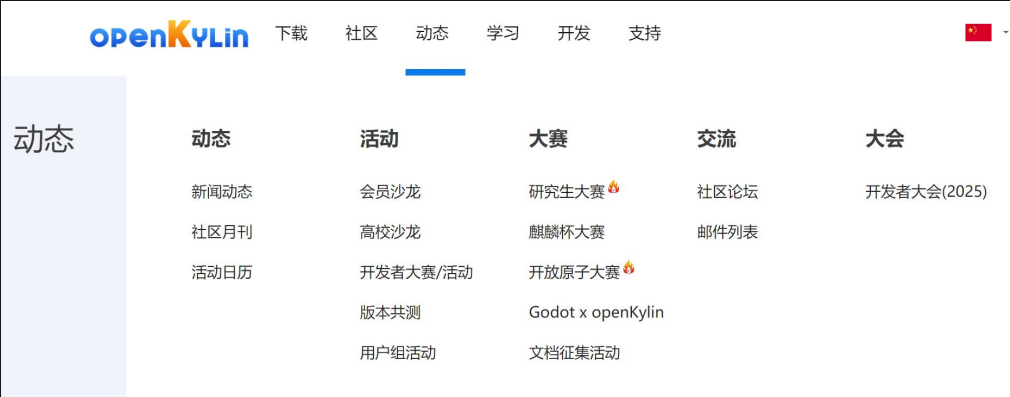 openKylin 下载 社区 动态 学习 开发 支持
动态
动态 活动 大赛 交流 大会
新闻动态 会员沙龙 研究生大赛 社区论坛 开发者大会(2025)
社区月刊 高校沙龙 麒麟杯大赛 邮件列表
活动日历 开发者大赛/活动 开放原子大赛
版本共测 Godot x openKylin
用户组活动 文档征集活动